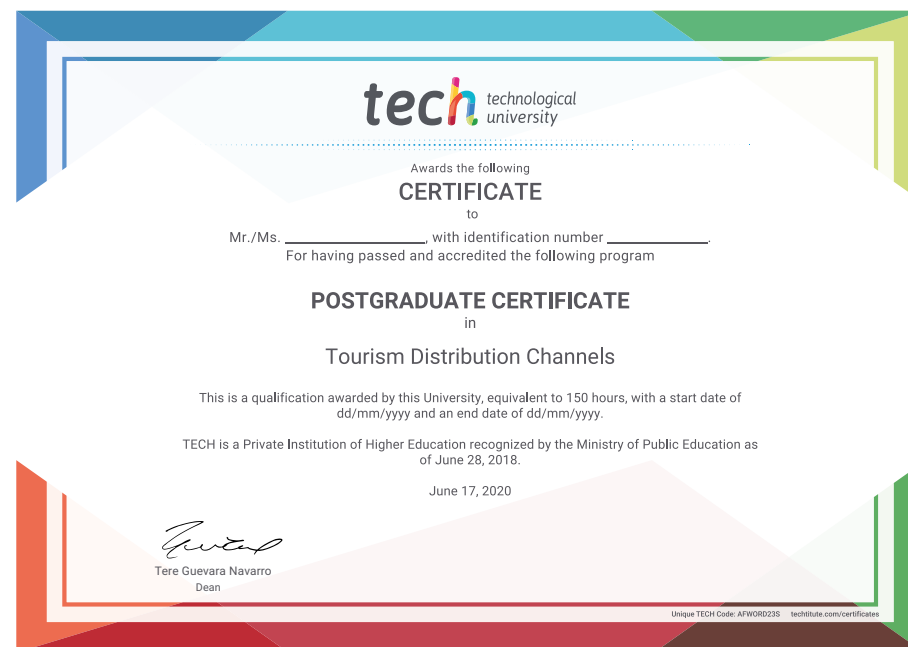 tech technological
university
Awards the following
CERTIFICATE
to
Mr./Ms. ____________________, with identification number ______________.
For having passed and accredited the following program
POSTGRADUATE CERTIFICATE
in
Tourism Distribution Channels
This is a qualification awarded by this University, equivalent to 150 hours, with a start date of
dd/mm/yyyy and an end date of dd/mm/yyyy.
TECH is a Private Institution of Higher Education recognized by the Ministry of Public Education as
of June 28, 2018.
June 17, 2020
Tere Guevara Navarro
Dean
Unique TECH Code: AFWORD23S techtitute.com/certificates